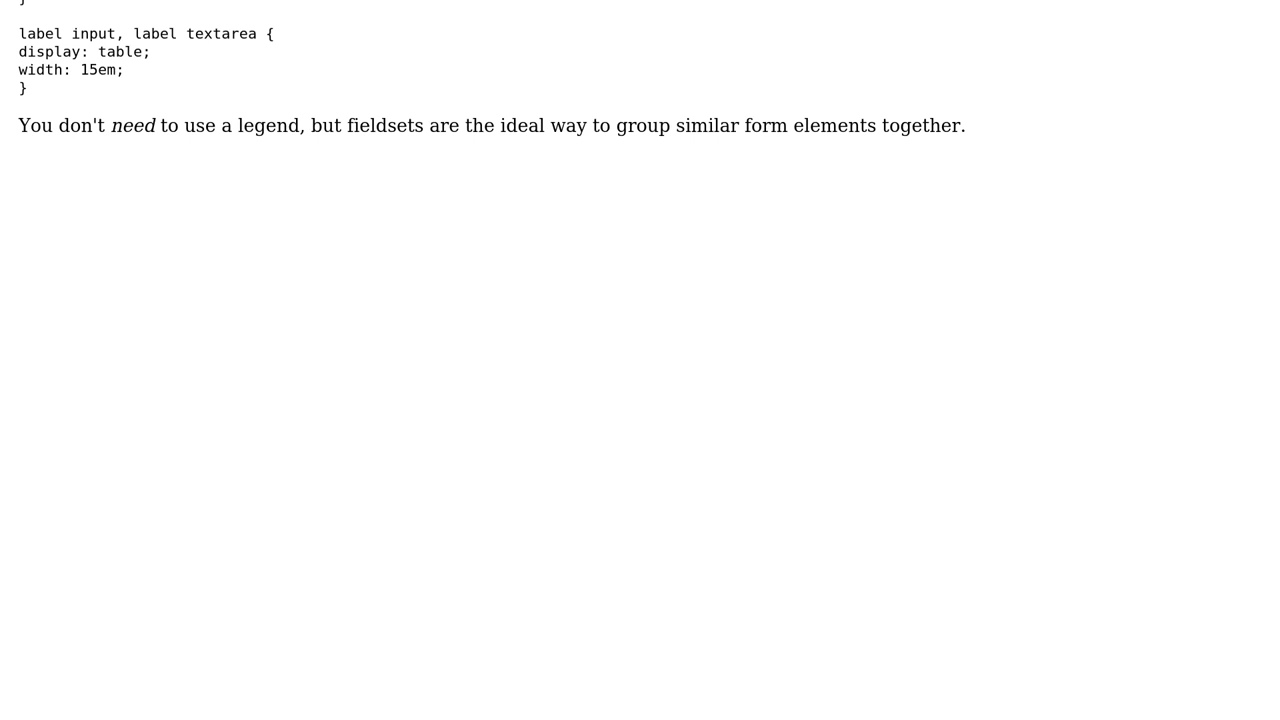 }
label input, label textarea {
display: table;
width: 15em;
}
You don't need to use a legend, but fieldsets are the ideal way to group similar form elements together.